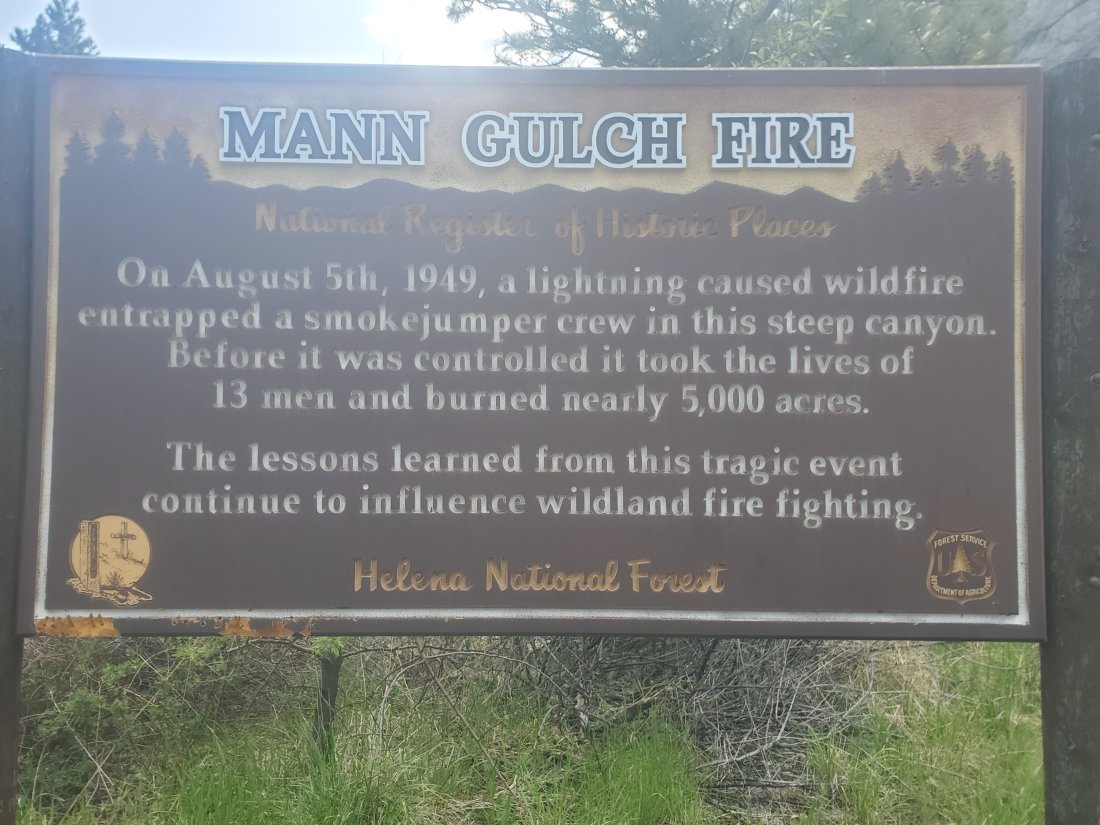 MANN GULCH FIRE
National Register of Historic Places
On August 5th, 1949, a lightning caused wildfire
entrapped a smokejumper crew in this steep canyon.
Before it was controlled it took the lives of
13 men and burned nearly 5,000 acres.
The lessons learned from this tragic event
continue to influence wildland fire fighting.
Helena National Forest
FOREST SERVICE
U S
DEPARTMENT OF AGRICULTURE